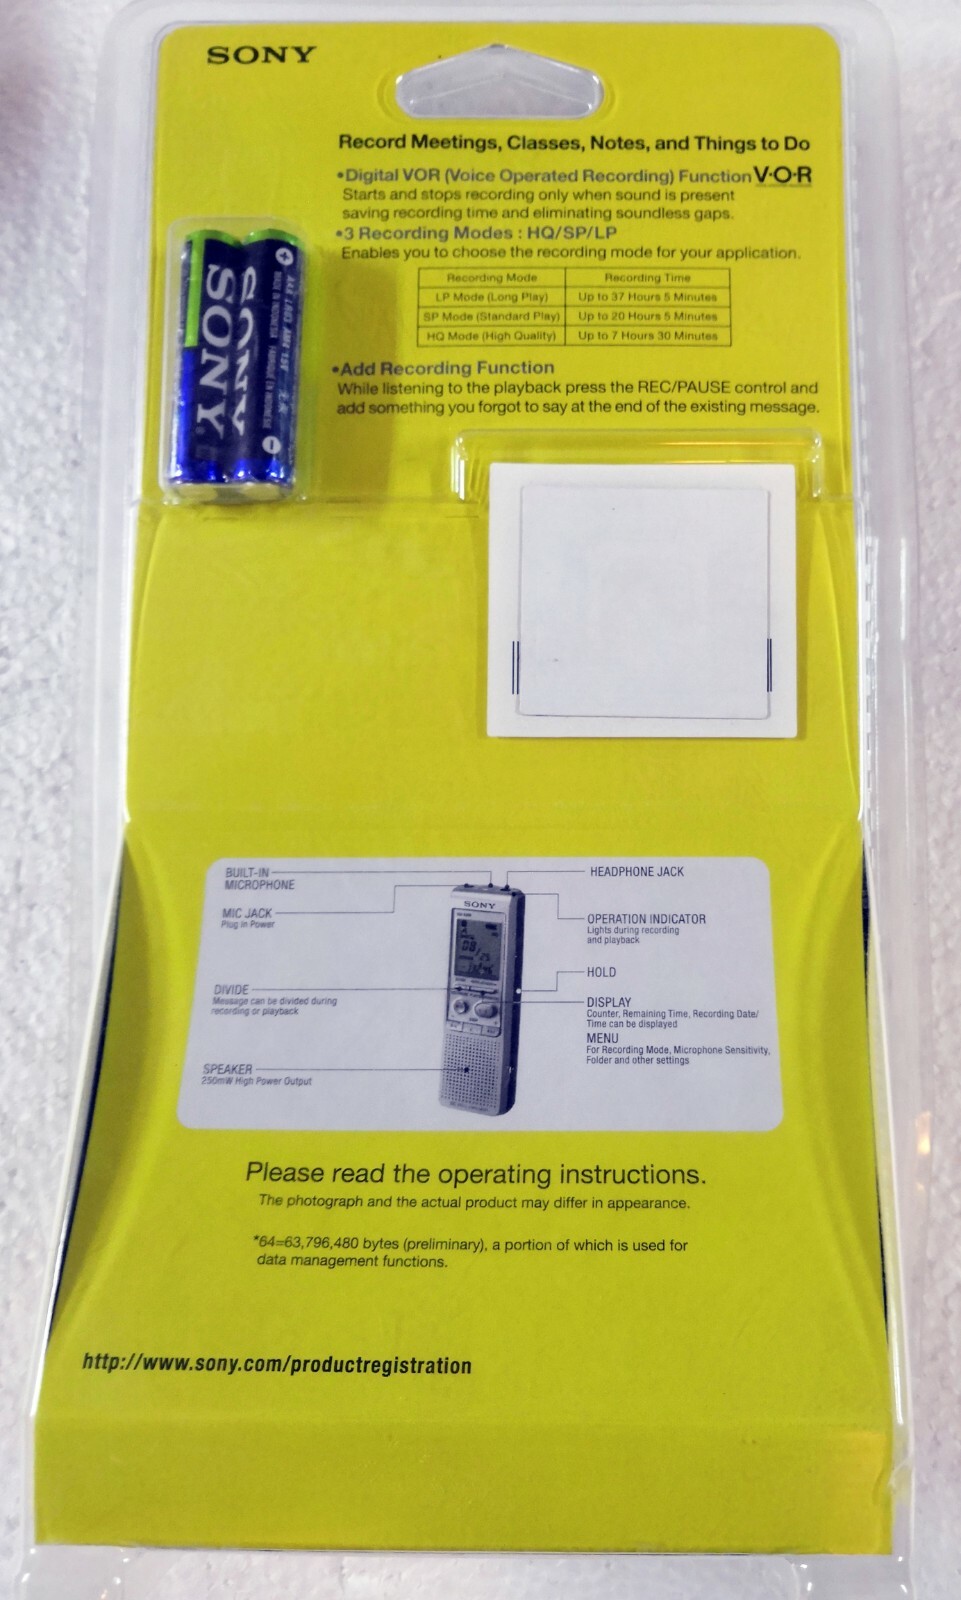 SONY
Record Meetings, Classes, Notes, and Things to Do
•Digital VOR (Voice Operated Recording) Function V·O·R
Starts and stops recording only when sound is present
saving recording time and eliminating soundless gaps.
•3 Recording Modes : HQ/SP/LP
Enables you to choose the recording mode for your application.
Recording Mode Recording Time
LP Mode (Long Play) Up to 37 Hours 5 Minutes
SP Mode (Standard Play) Up to 20 Hours 5 Minutes
HQ Mode (High Quality) Up to 7 Hours 30 Minutes
•Add Recording Function
While listening to the playback press the REC/PAUSE control and
add something you forgot to say at the end of the existing message.
SONY
SONY
AAA LR03 AM4 1.5V
MADE IN INDONESIA
BUILT-IN
MICROPHONE
MIC JACK
Plug in Power
DIVIDE
Message can be divided during
recording or playback
SPEAKER
250mW High Power Output
SONY
HEADPHONE JACK
OPERATION INDICATOR
Lights during recording
and playback
HOLD
DISPLAY
Counter, Remaining Time, Recording Date/
Time can be displayed
MENU
For Recording Mode, Microphone Sensitivity,
Folder and other settings
Please read the operating instructions.
The photograph and the actual product may differ in appearance.
*64=63,796,480 bytes (preliminary), a portion of which is used for
data management functions.
http://www.sony.com/productregistration